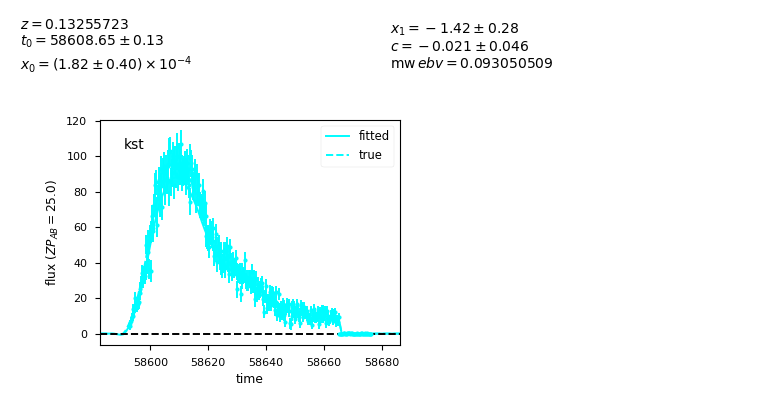 z = 0.13255723
t₀ = 58608.65 ± 0.13
x₀ = (1.82 ± 0.40) × 10⁻⁴
x₁ = −1.42 ± 0.28
c = −0.021 ± 0.046
mw ebv = 0.093050509
kst
fitted
true
120
100
80
60
40
20
0
flux (ZP_AB = 25.0)
58600 58620 58640 58660 58680
time